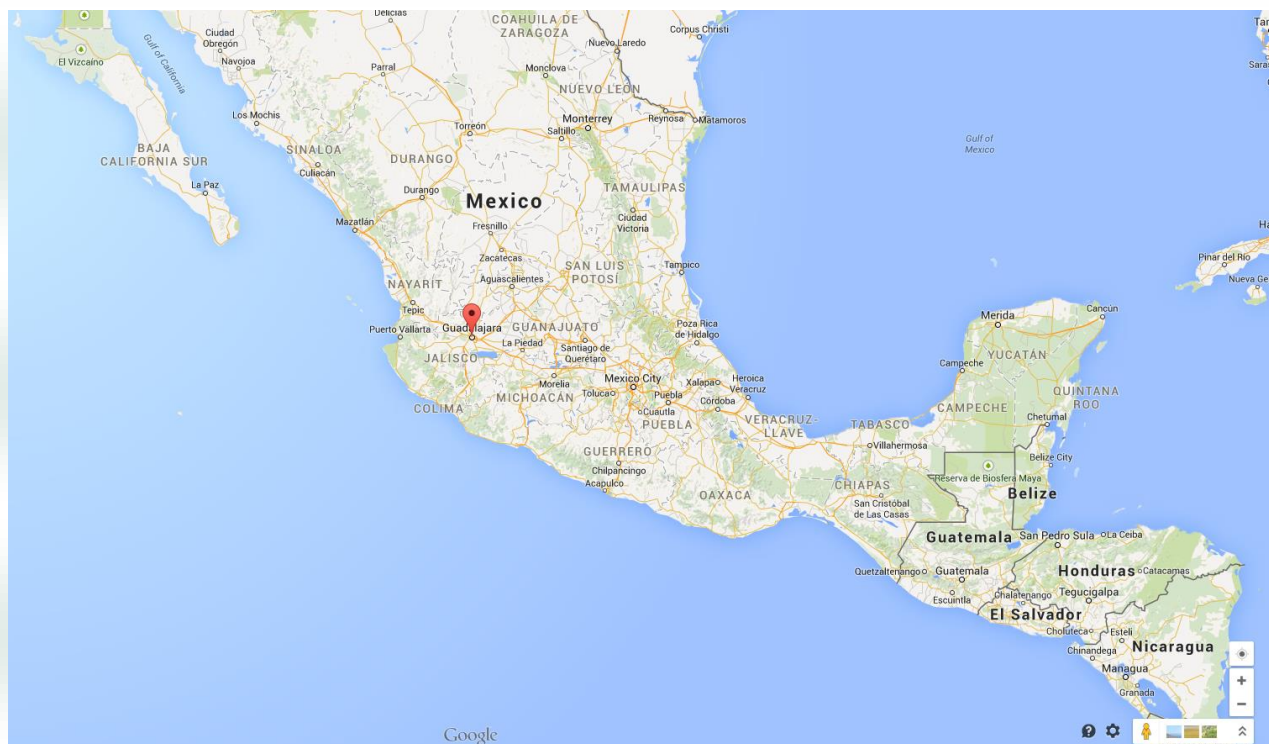 Delicias
COAHUILA DE
ZARAGOZA
Ciudad
Obregón
Nuevo Laredo
Corpus Christi
Gulf of California
El Vizcaíno
Navojoa
Parral
Monclova
NUEVO LEON
Los Mochis
Monterrey
Reynosa
Matamoros
Torreón
Saltillo
Gulf of
Mexico
BAJA
CALIFORNIA SUR
SINALOA
Culiacán
DURANGO
La Paz
Durango
TAMAULIPAS
Mexico
Mazatlán
Fresnillo
Ciudad
Victoria
Zacatecas
Pinar del Río
Nueva Ge
SAN LUIS
POTOSÍ
Tampico
NAYARIT
Aguascalientes
Tepic
Merida
Cancún
Puerto Vallarta
Guadalajara
GUANAJUATO
Poza Rica
de Hidalgo
JALISCO
La Piedad
Santiago de
Querétaro
YUCATÁN
Campeche
Morelia
Mexico City
Toluca
Xalapa
Heroica
Veracruz
QUINTANA
ROO
COLIMA
MICHOACÁN
Puebla
Córdoba
Cuautla
PUEBLA
VERACRUZ-
LLAVE
TABASCO
CAMPECHE
Chetumal
Villahermosa
GUERRERO
Belize City
Chilpancingo
Acapulco
Reserva de Biosfera Maya
CHIAPAS
OAXACA
San Cristóbal
de Las Casas
Belize
Guatemala
San Pedro Sula
La Ceiba
Quetzaltenango
Guatemala
Honduras
Catacamas
Escuintla
Chalatenango
Tegucigalpa
El Salvador
Choluteca
Estelí
Chinandega
Nicaragua
Managua
Granada
Google